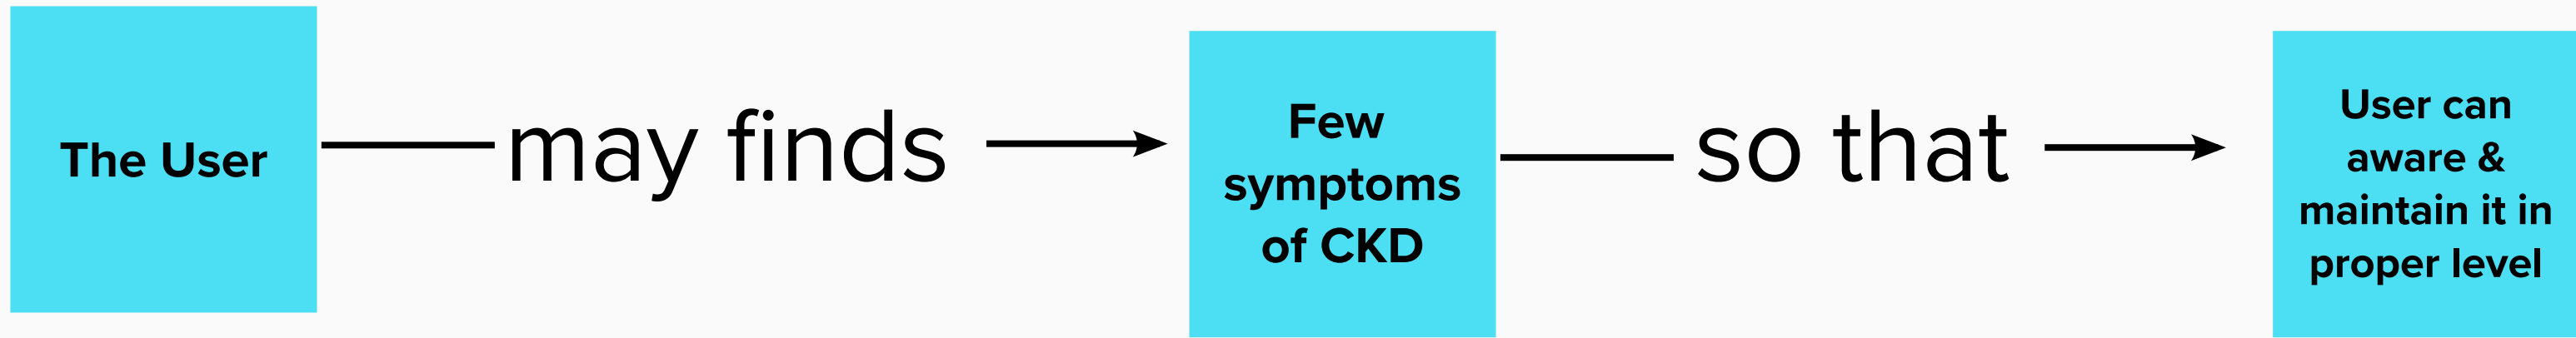 The User
may finds
Few
symptoms
of CKD
so that
User can
aware &
maintain it in
proper level